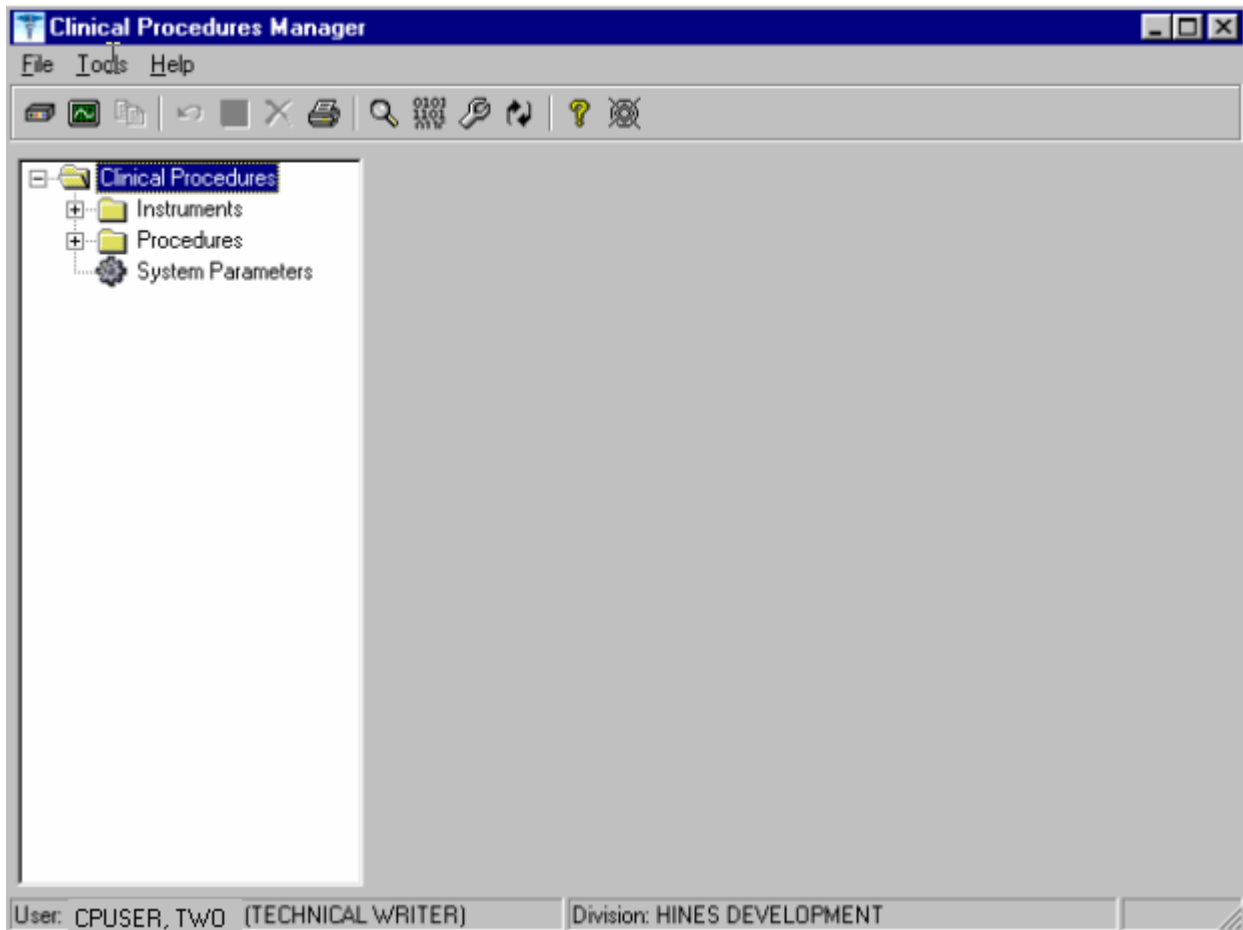 Clinical Procedures Manager
File Tools Help
Clinical Procedures
Instruments
Procedures
System Parameters
User: CPUSER, TWO (TECHNICAL WRITER) Division: HINES DEVELOPMENT